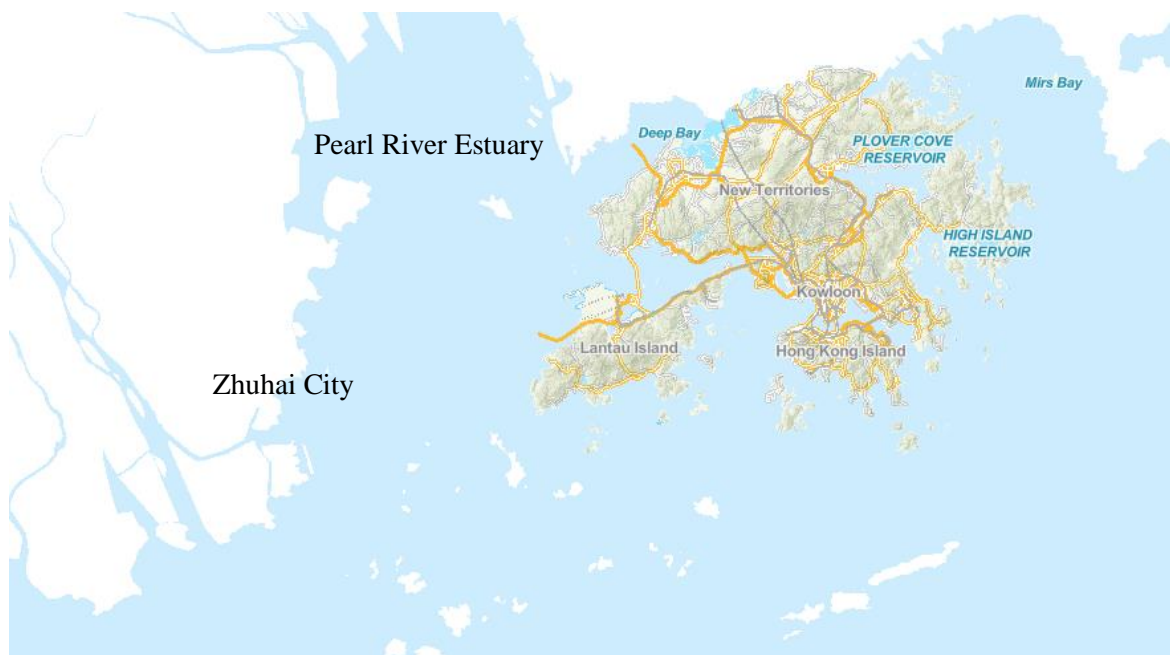 Mirs Bay
Deep Bay
Pearl River Estuary
PLOVER COVE
RESERVOIR
New Territories
HIGH ISLAND
RESERVOIR
Kowloon
Lantau Island
Hong Kong Island
Zhuhai City